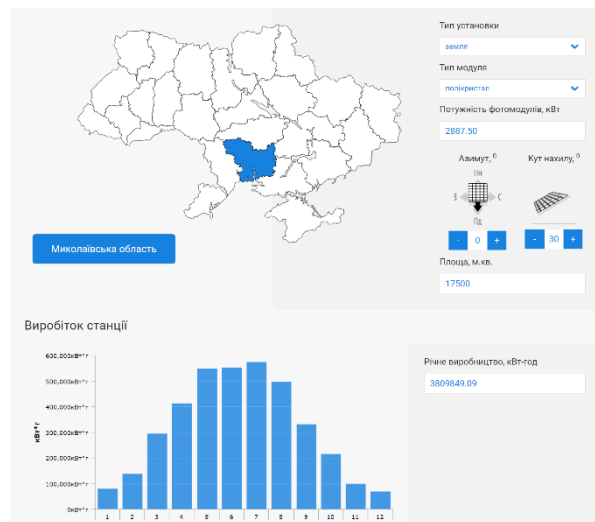 Тип установки
земля
Тип модуля
полікристал
Потужність фотомодулів, кВт
2887.50
Азимут, 0 Кут нахилу, 0
Пн
З С
Пд
- 0 + - 30 +
Миколаївська область
Площа, м.кв.
17500
Виробіток станції
600,000кВт*г
500,000кВт*г
400,000кВт*г
300,000кВт*г
200,000кВт*г
100,000кВт*г
0кВт*г
кВт*г
1 2 3 4 5 6 7 8 9 10 11 12
Річне виробництво, кВт-год
3809849.09